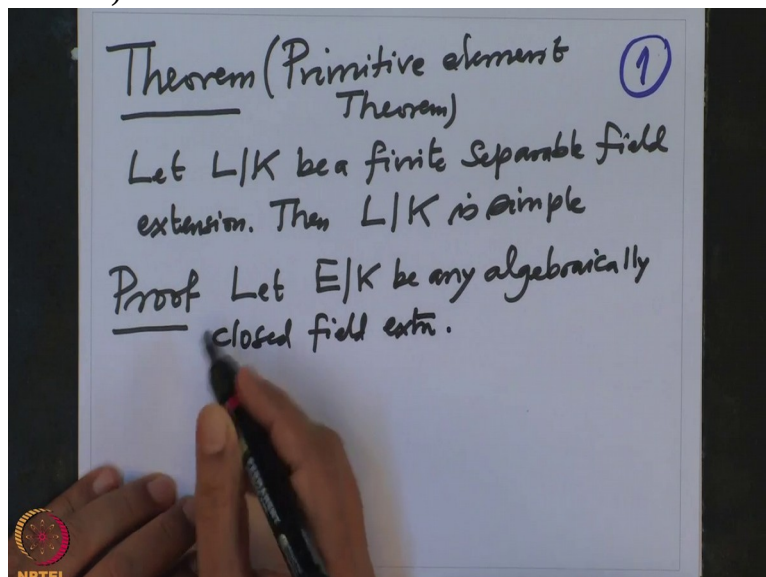 Theorem (Primitive element
Theorem)
1
Let L|K be a finite separable field
extension. Then L|K is simple
Proof Let E|K be any algebraically
closed field extn.
NPTEL